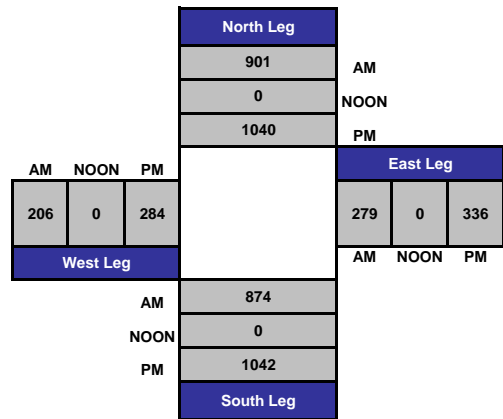 North Leg
901 AM
0 NOON
1040 PM
East Leg
AM NOON PM
206 0 284
279 0 336
West Leg
AM NOON PM
AM 874
NOON 0
PM 1042
South Leg